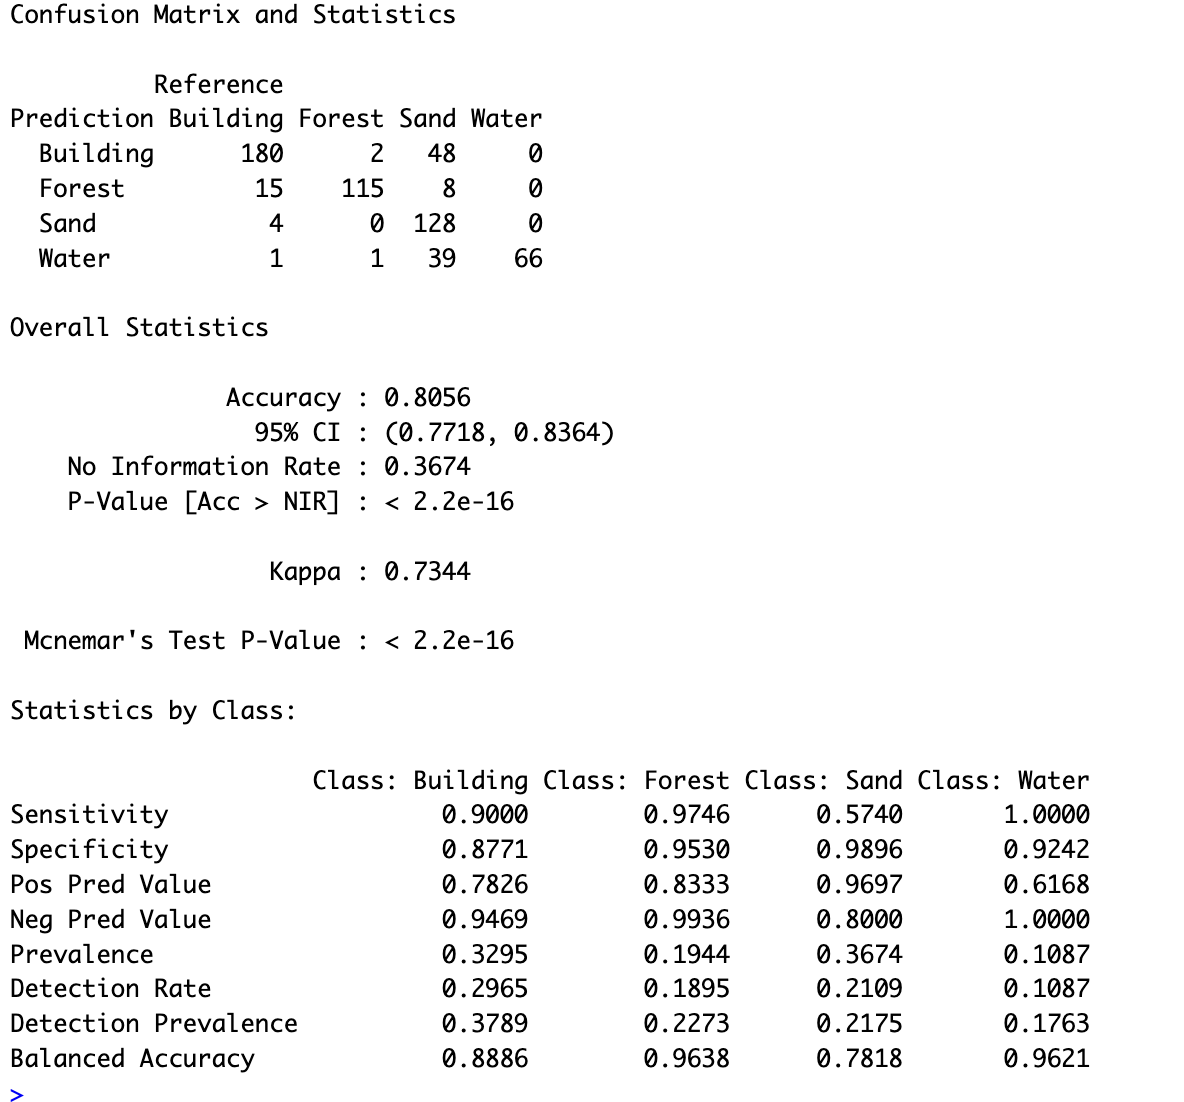 Confusion Matrix and Statistics
Reference
Prediction Building Forest Sand Water
Building 180 2 48 0
Forest 15 115 8 0
Sand 4 0 128 0
Water 1 1 39 66
Overall Statistics
Accuracy : 0.8056
95% CI : (0.7718, 0.8364)
No Information Rate : 0.3674
P-Value [Acc > NIR] : < 2.2e-16
Kappa : 0.7344
Mcnemar's Test P-Value : < 2.2e-16
Statistics by Class:
Class: Building Class: Forest Class: Sand Class: Water
Sensitivity 0.9000 0.9746 0.5740 1.0000
Specificity 0.8771 0.9530 0.9896 0.9242
Pos Pred Value 0.7826 0.8333 0.9697 0.6168
Neg Pred Value 0.9469 0.9936 0.8000 1.0000
Prevalence 0.3295 0.1944 0.3674 0.1087
Detection Rate 0.2965 0.1895 0.2109 0.1087
Detection Prevalence 0.3789 0.2273 0.2175 0.1763
Balanced Accuracy 0.8886 0.9638 0.7818 0.9621
>